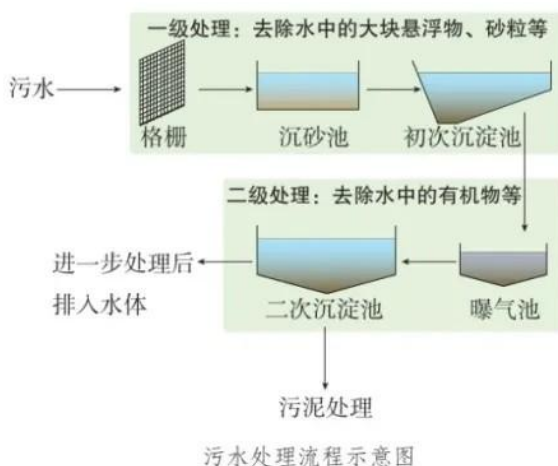 一级处理：去除水中的大块悬浮物、砂粒等
污水
格栅
沉砂池
初次沉淀池
二级处理：去除水中的有机物等
进一步处理后
排入水体
二次沉淀池
曝气池
污泥处理
污水处理流程示意图